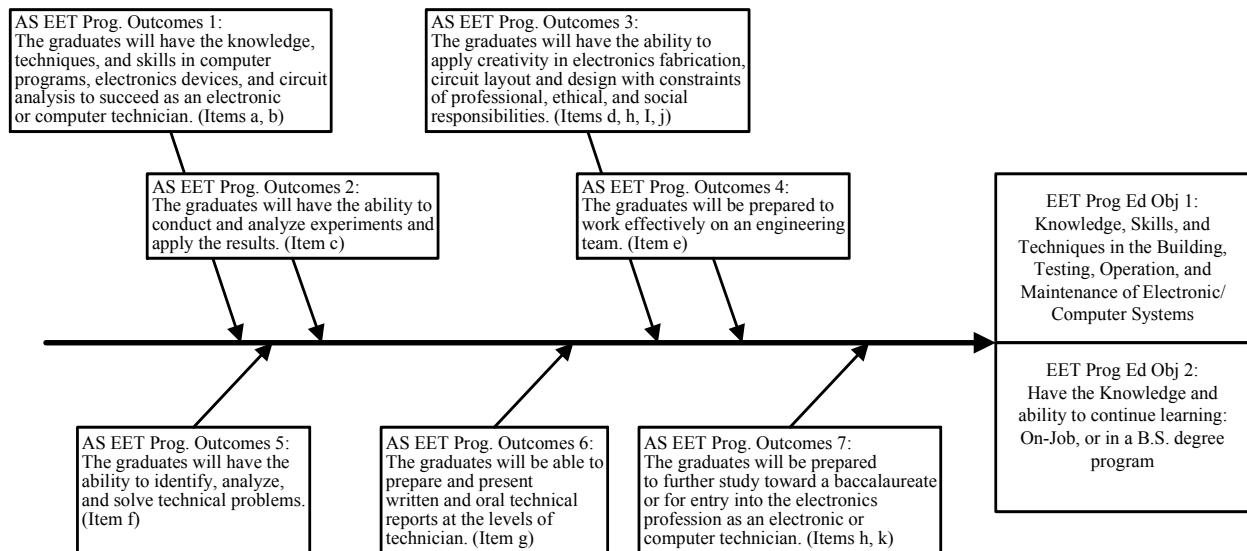 AS EET Prog. Outcomes 1:
The graduates will have the knowledge,
techniques, and skills in computer
programs, electronics devices, and circuit
analysis to succeed as an electronic
or computer technician. (Items a, b)
AS EET Prog. Outcomes 3:
The graduates will have the ability to
apply creativity in electronics fabrication,
circuit layout and design with constraints
of professional, ethical, and social
responsibilities. (Items d, h, I, j)
AS EET Prog. Outcomes 2:
The graduates will have the ability to
conduct and analyze experiments and
apply the results. (Item c)
AS EET Prog. Outcomes 4:
The graduates will be prepared to
work effectively on an engineering
team. (Item e)
EET Prog Ed Obj 1:
Knowledge, Skills, and
Techniques in the Building,
Testing, Operation, and
Maintenance of Electronic/
Computer Systems
EET Prog Ed Obj 2:
Have the Knowledge and
ability to continue learning:
On-Job, or in a B.S. degree
program
AS EET Prog. Outcomes 5:
The graduates will have the
ability to identify, analyze,
and solve technical problems.
(Item f)
AS EET Prog. Outcomes 6:
The graduates will be able to
prepare and present
written and oral technical
reports at the levels of
technician. (Item g)
AS EET Prog. Outcomes 7:
The graduates will be prepared
to further study toward a baccalaureate
or for entry into the electronics
profession as an electronic or
computer technician. (Items h, k)